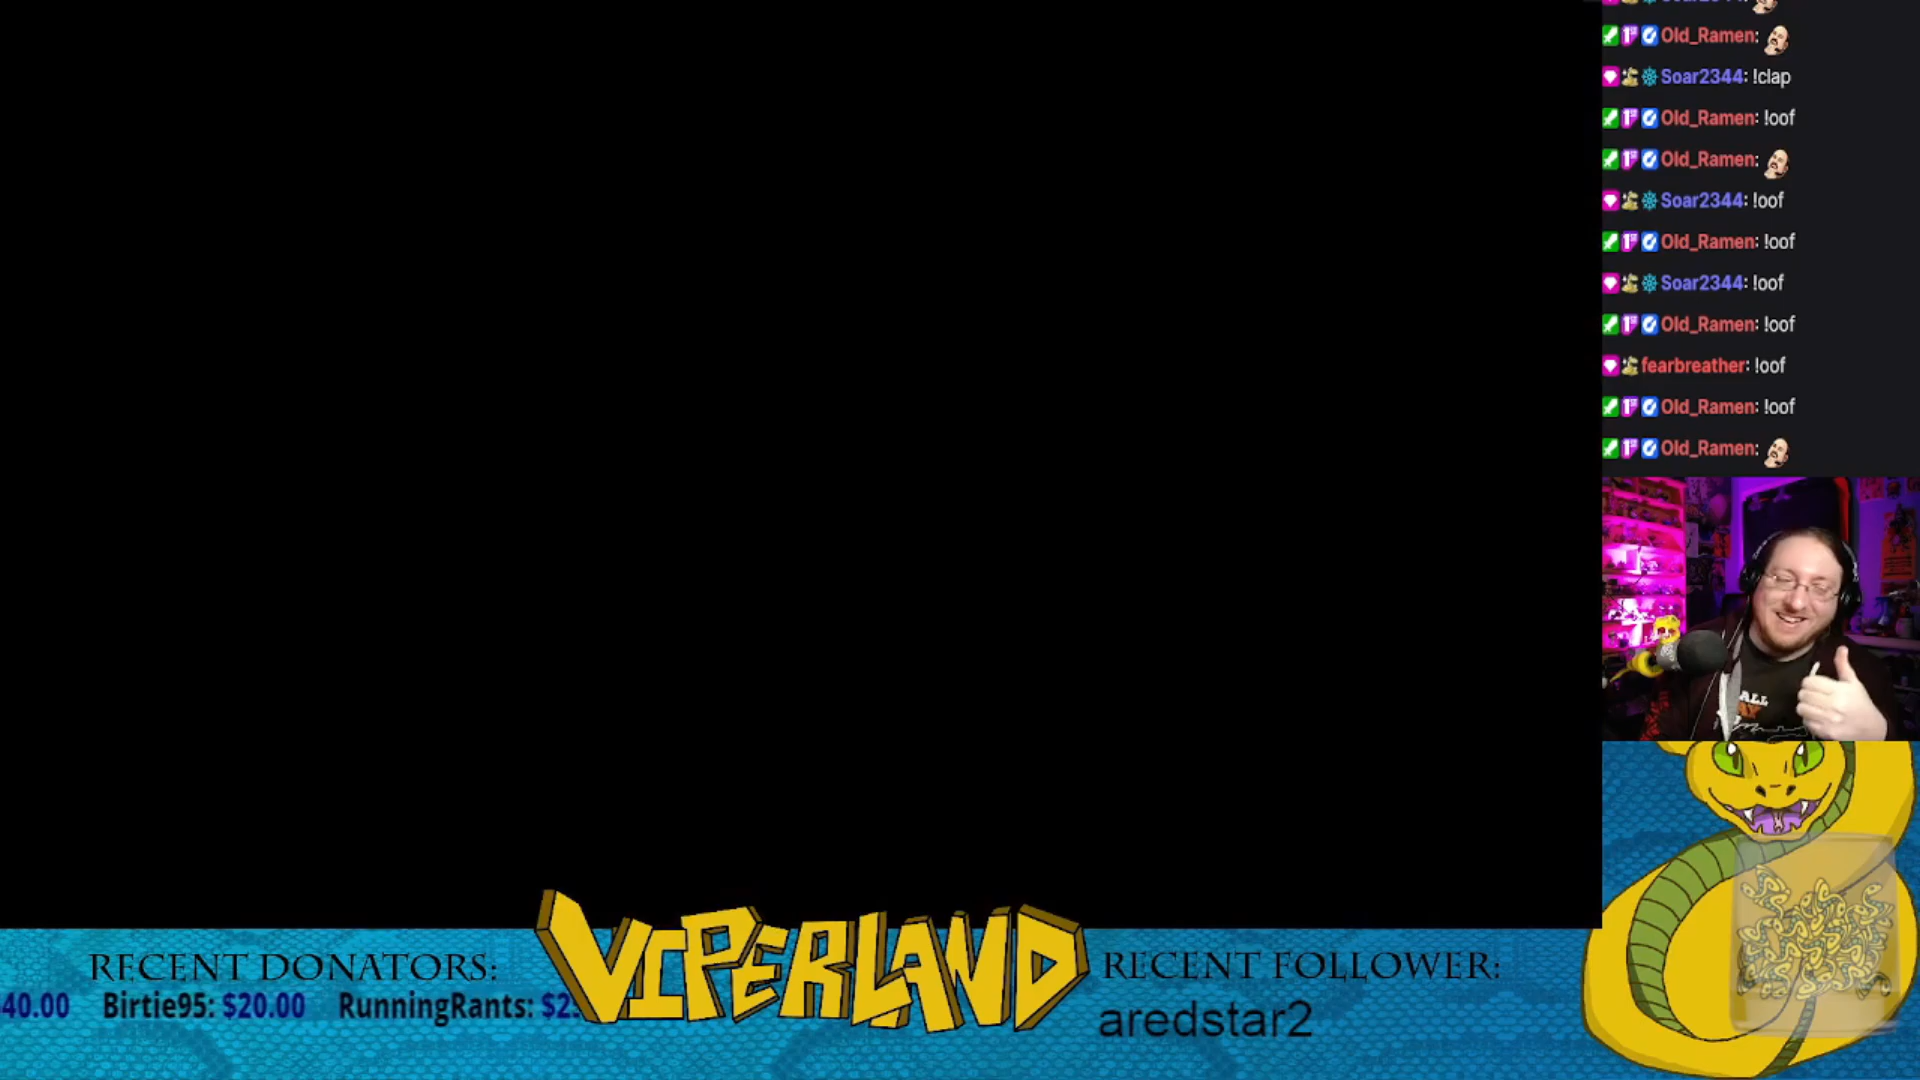 Old_Ramen:
Soar2344: !clap
Old_Ramen: !oof
Old_Ramen:
Soar2344: !oof
Old_Ramen: !oof
Soar2344: !oof
Old_Ramen: !oof
fearbreather: !oof
Old_Ramen: !oof
Old_Ramen:
ALL
VIPERLAND
RECENT DONATORS:
40.00 Birtie95: $20.00 RunningRants: $2
RECENT FOLLOWER:
aredstar2